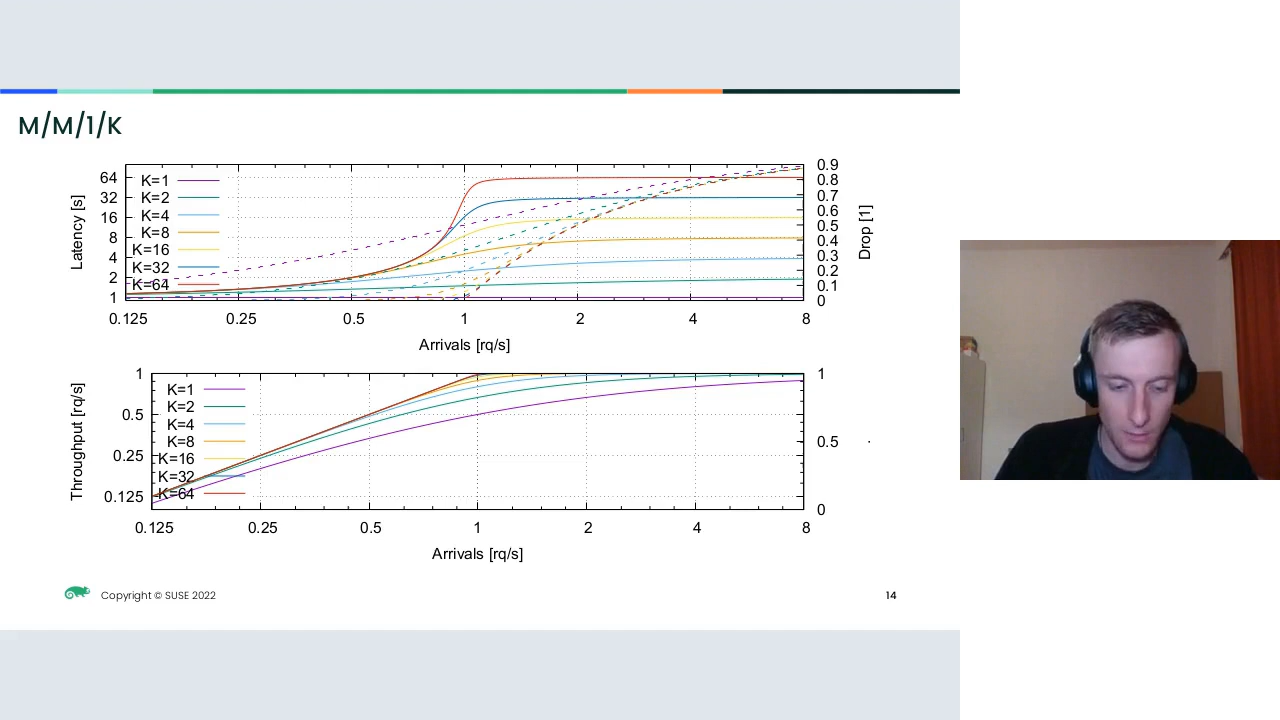 M/M/1/K
Latency [s]
64
32
16
8
4
2
1
K=1
K=2
K=4
K=8
K=16
K=32
K=64
0.9
0.8
0.7
0.6
0.5
0.4
0.3
0.2
0.1
0
Drop [1]
0.125 0.25 0.5 1 2 4 8
Arrivals [rq/s]
Throughput [rq/s]
1
0.5
0.25
0.125
K=1
K=2
K=4
K=8
K=16
K=32
K=64
1
0.5
0
0.125 0.25 0.5 1 2 4 8
Arrivals [rq/s]
Copyright © SUSE 2022
14